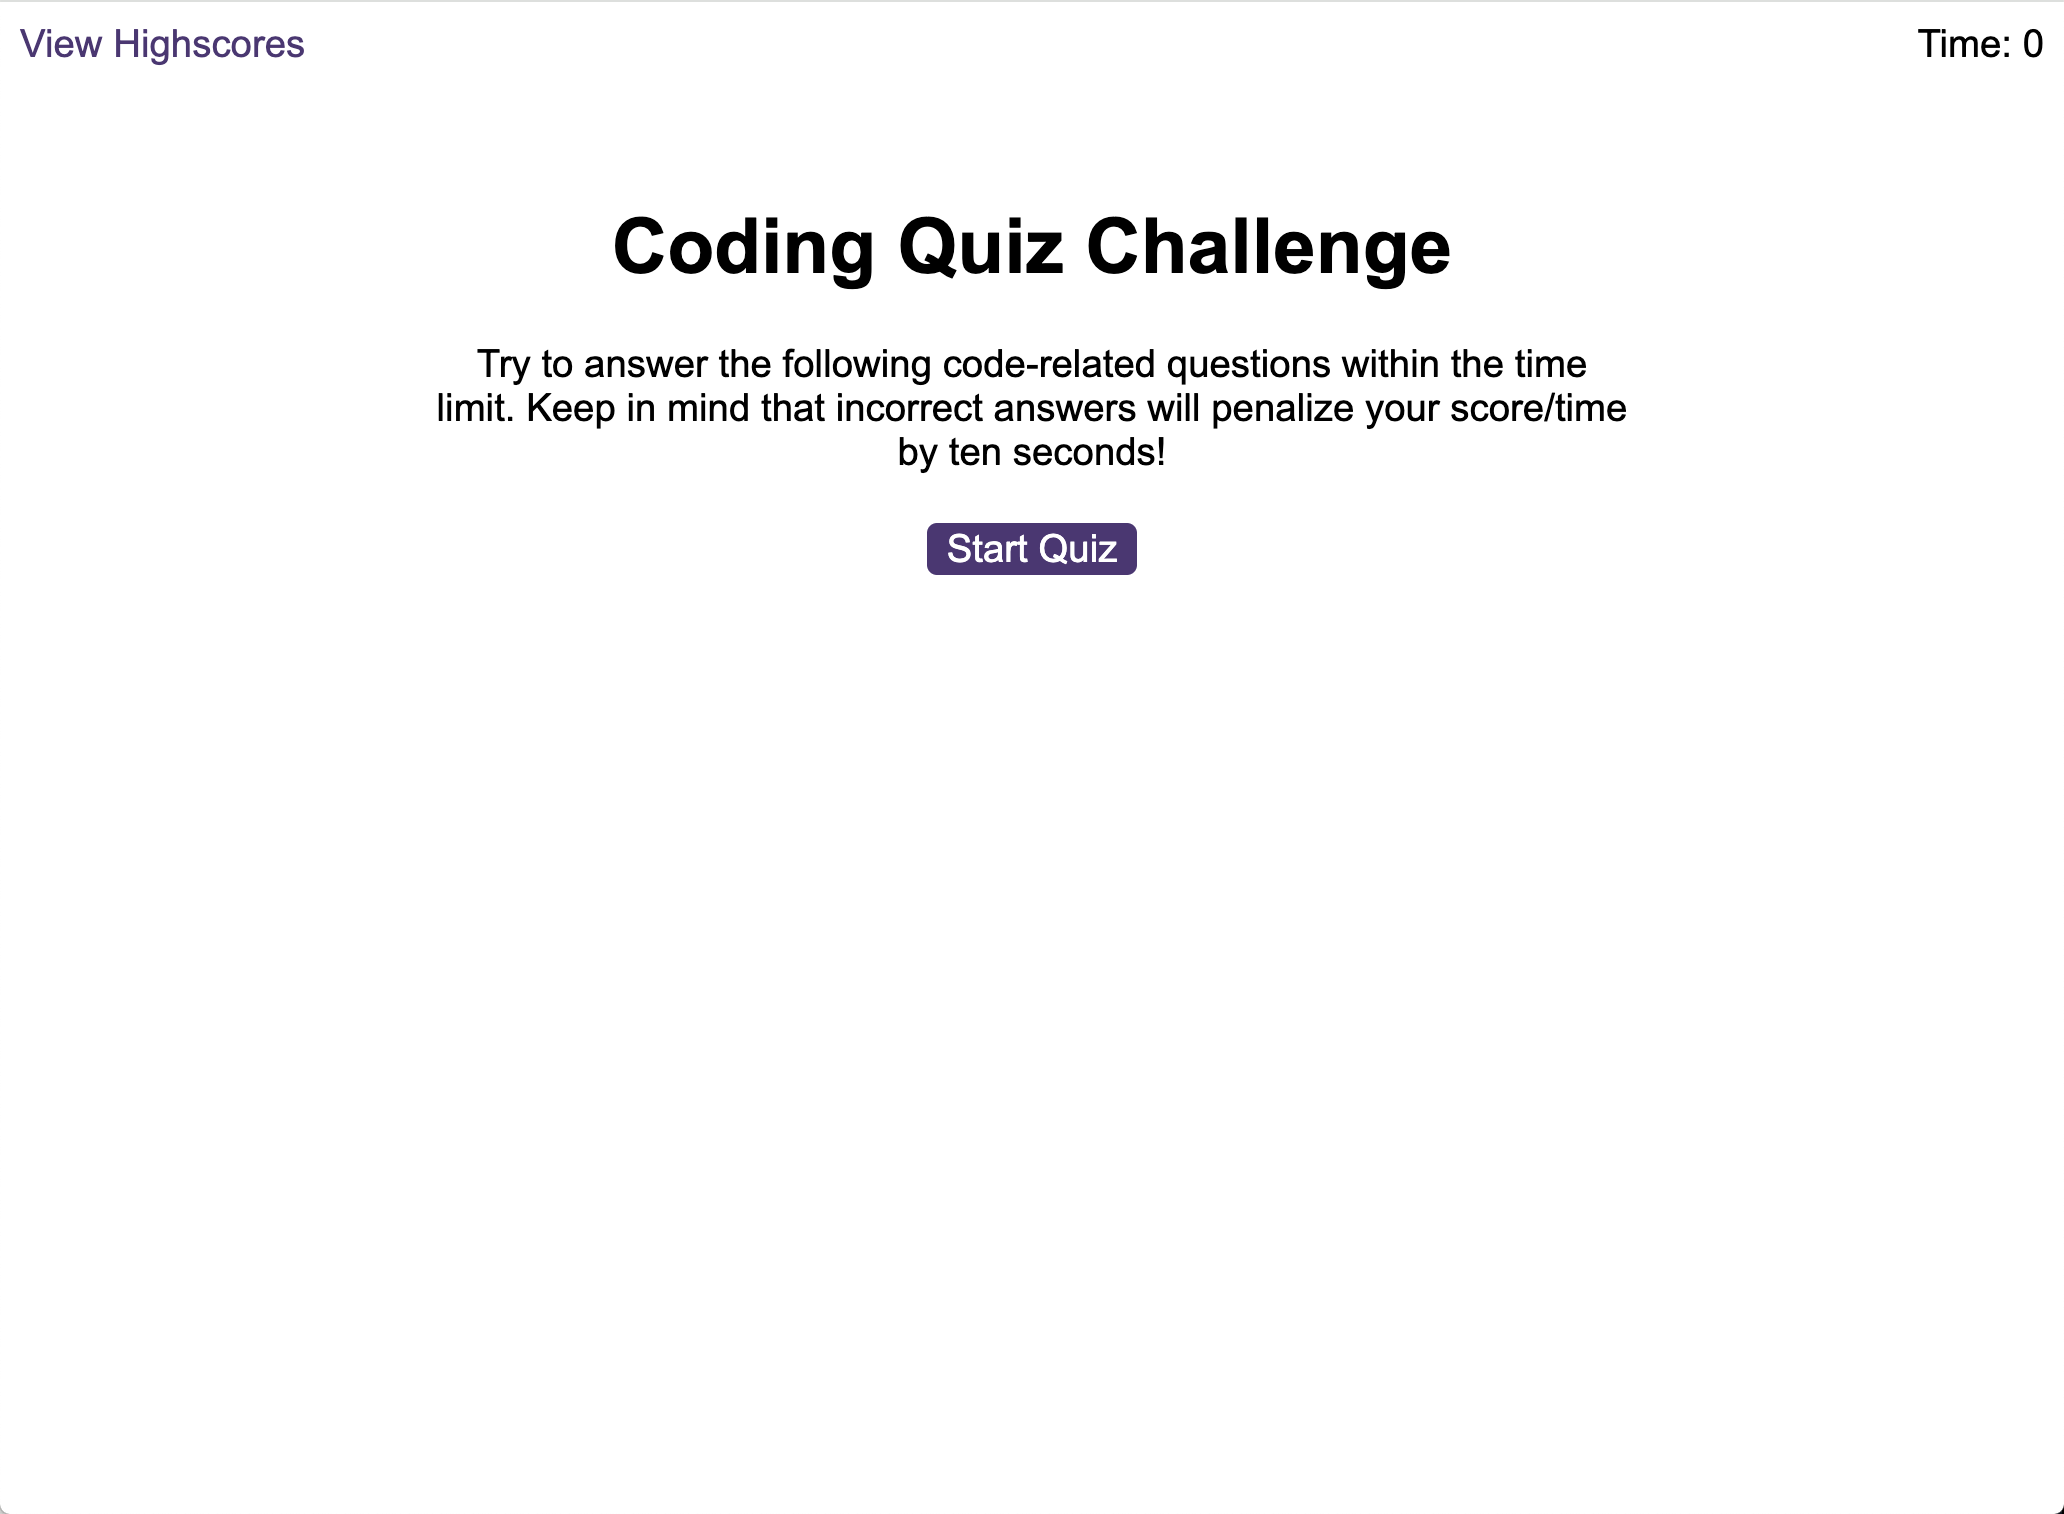 View Highscores
Time: 0
Coding Quiz Challenge
Try to answer the following code-related questions within the time
limit. Keep in mind that incorrect answers will penalize your score/time
by ten seconds!
Start Quiz